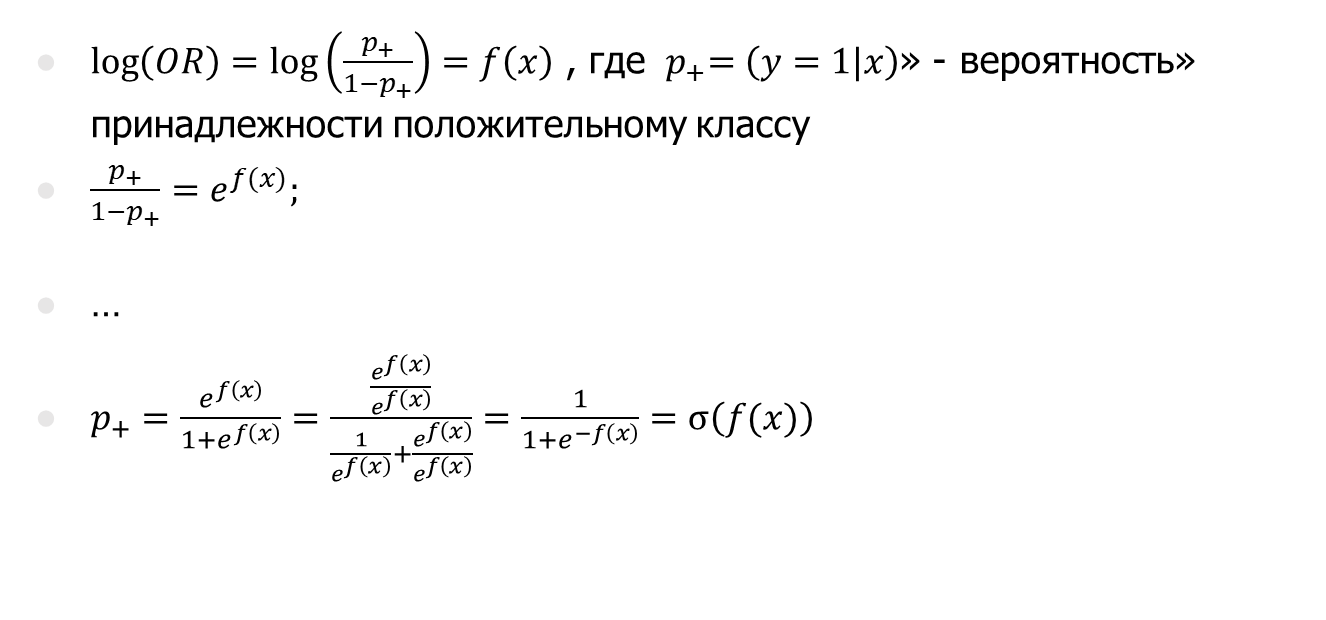 • log(OR) = log(p₊/(1−p₊)) = f(x) , где p₊= (y = 1|x)» - вероятность»
принадлежности положительному классу
• p₊/(1−p₊) = e^f(x);
• …
• p₊ = e^f(x)/(1+e^f(x)) = (e^f(x)/e^f(x))/(1/e^f(x)+e^f(x)/e^f(x)) = 1/(1+e^−f(x)) = σ(f(x))